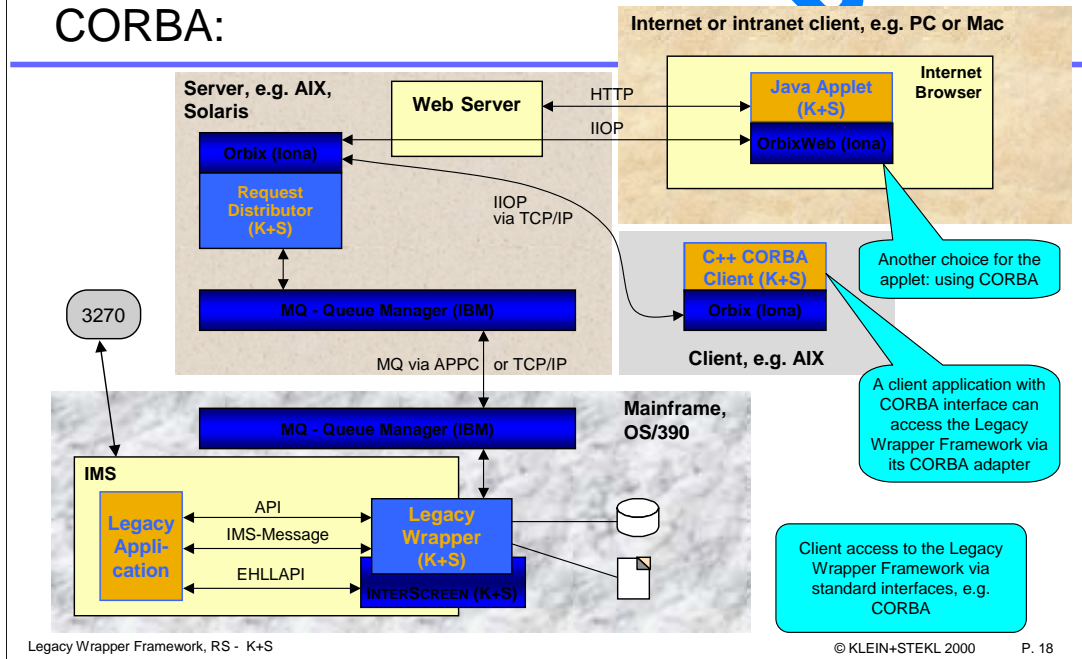 CORBA:
Internet or intranet client, e.g. PC or Mac
Internet
Browser
Java Applet
(K+S)
OrbixWeb (Iona)
Server, e.g. AIX,
Solaris
Web Server
HTTP
IIOP
Orbix (Iona)
Request
Distributor
(K+S)
IIOP
via TCP/IP
Another choice for the
applet: using CORBA
C++ CORBA
Client (K+S)
Orbix (Iona)
Client, e.g. AIX
3270
MQ - Queue Manager (IBM)
MQ via APPC or TCP/IP
A client application with
CORBA interface can
access the Legacy
Wrapper Framework via
its CORBA adapter
MQ - Queue Manager (IBM)
Mainframe,
OS/390
IMS
Legacy
Appli-
cation
API
IMS-Message
EHLLAPI
Legacy
Wrapper
(K+S)
INTERSCREEN (K+S)
Client access to the Legacy
Wrapper Framework via
standard interfaces, e.g.
CORBA
Legacy Wrapper Framework, RS - K+S
© KLEIN+STEKL 2000 P. 18